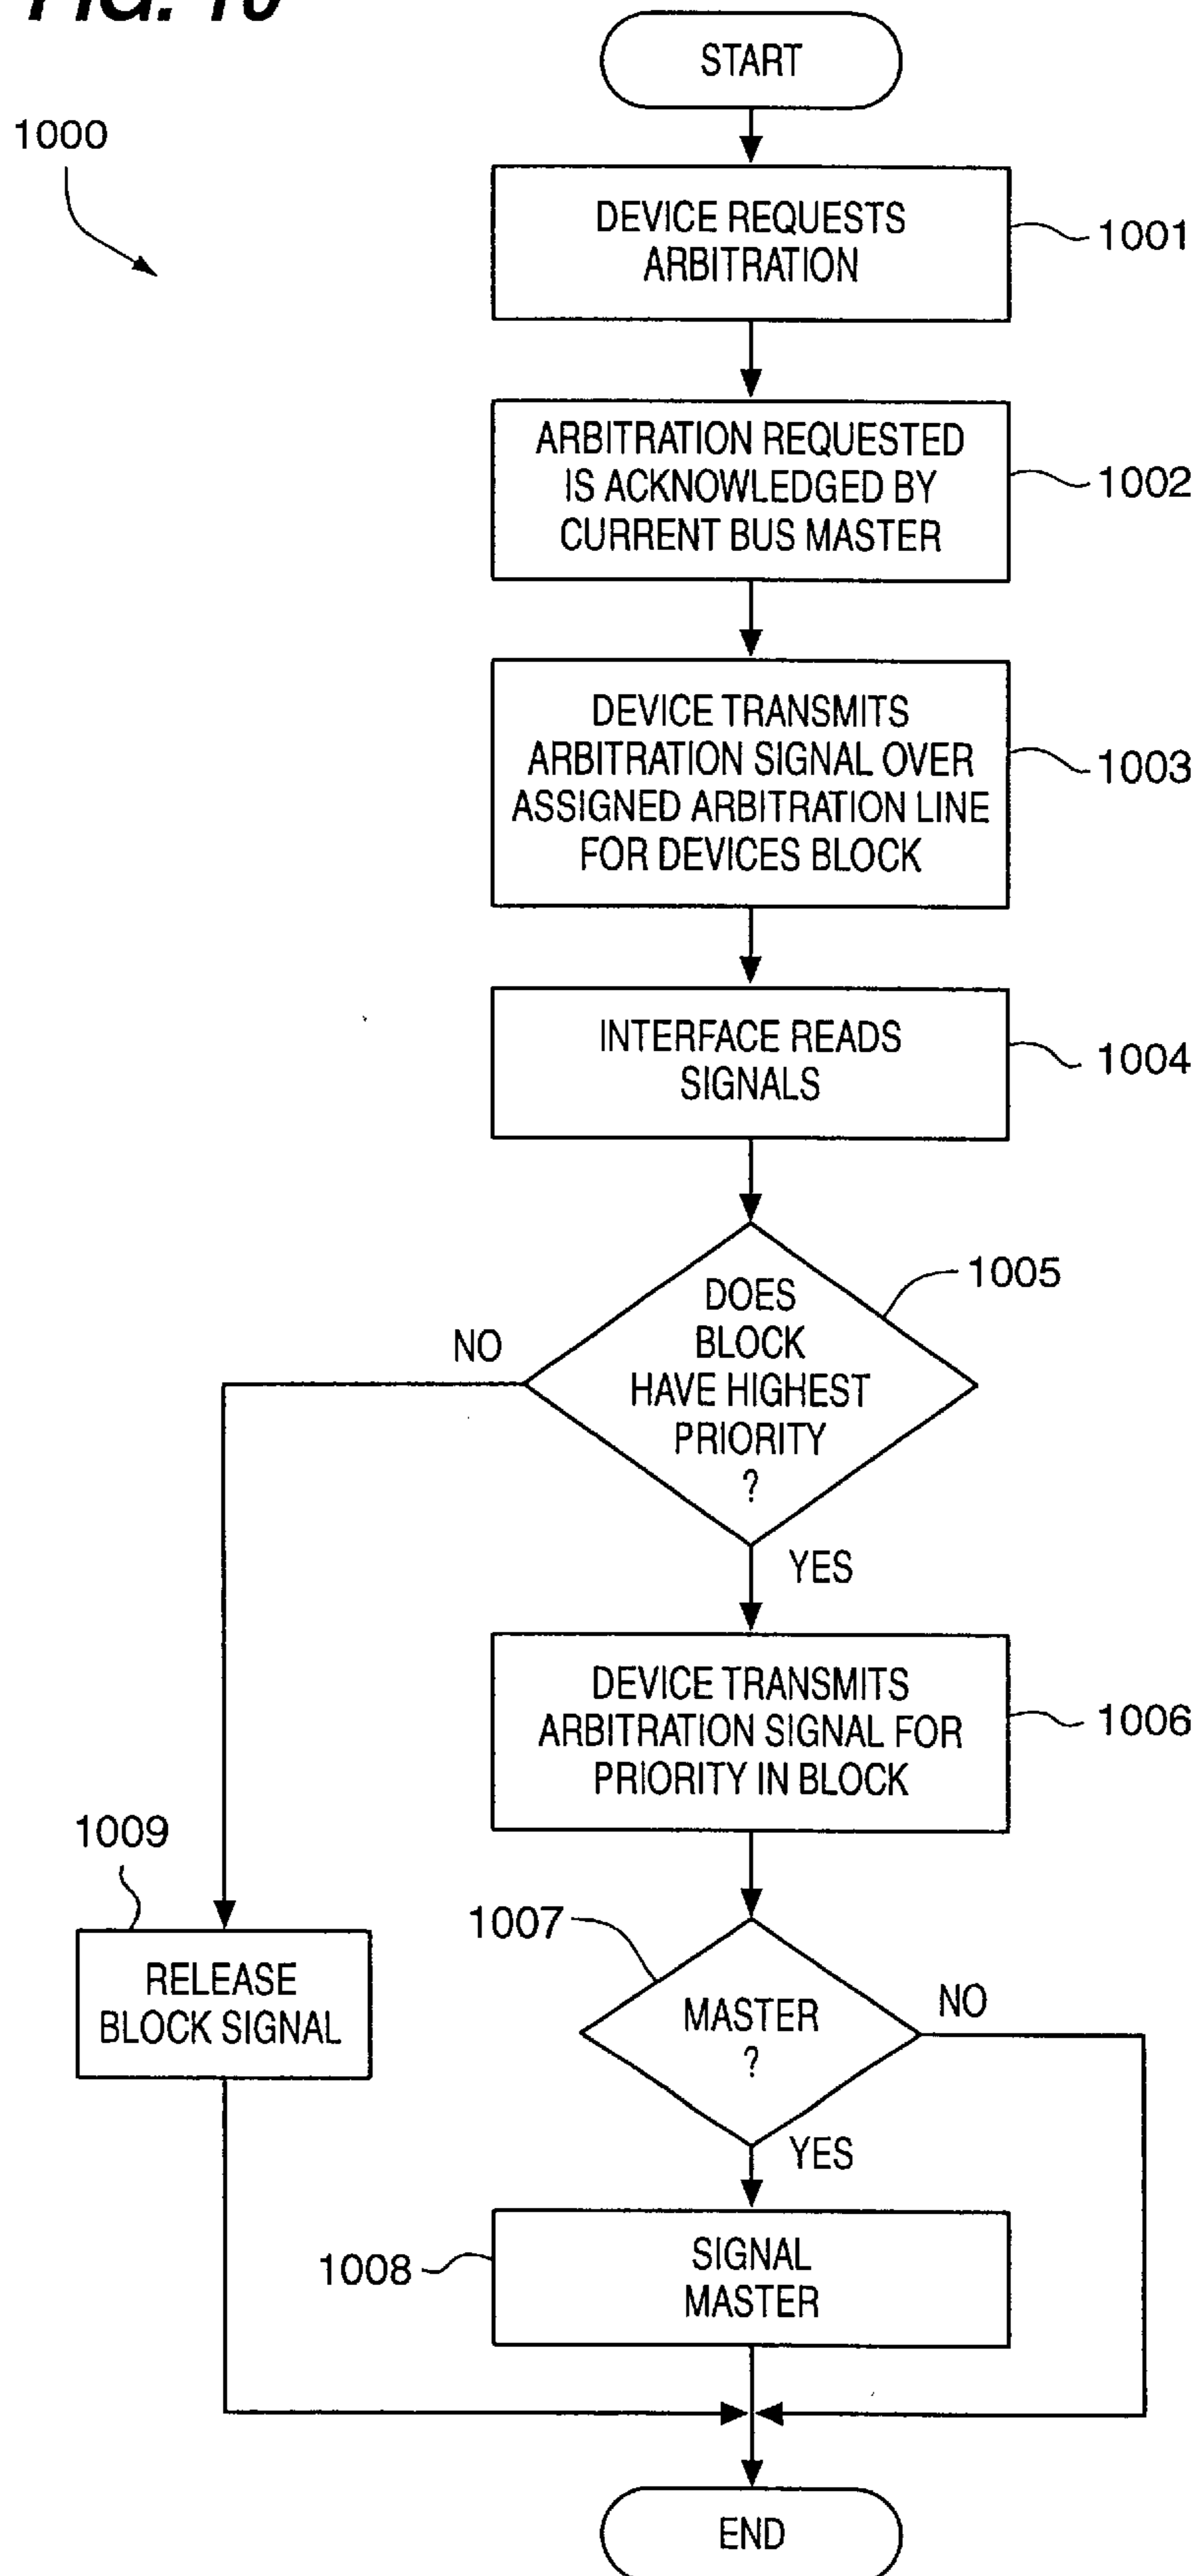 FIG. 10
START
1000
DEVICE REQUESTS
ARBITRATION
1001
ARBITRATION REQUESTED
IS ACKNOWLEDGED BY
CURRENT BUS MASTER
1002
DEVICE TRANSMITS
ARBITRATION SIGNAL OVER
ASSIGNED ARBITRATION LINE
FOR DEVICES BLOCK
1003
INTERFACE READS
SIGNALS
1004
DOES
BLOCK
HAVE HIGHEST
PRIORITY
?
1005
NO
YES
DEVICE TRANSMITS
ARBITRATION SIGNAL FOR
PRIORITY IN BLOCK
1006
1009
RELEASE
BLOCK SIGNAL
1007
MASTER
?
NO
YES
1008
SIGNAL
MASTER
END